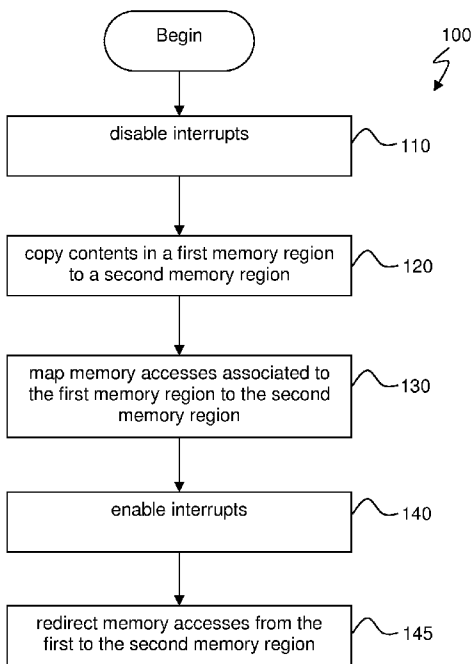 Begin
100
disable interrupts
110
copy contents in a first memory region
to a second memory region
120
map memory accesses associated to
the first memory region to the second
memory region
130
enable interrupts
140
redirect memory accesses from the
first to the second memory region
145